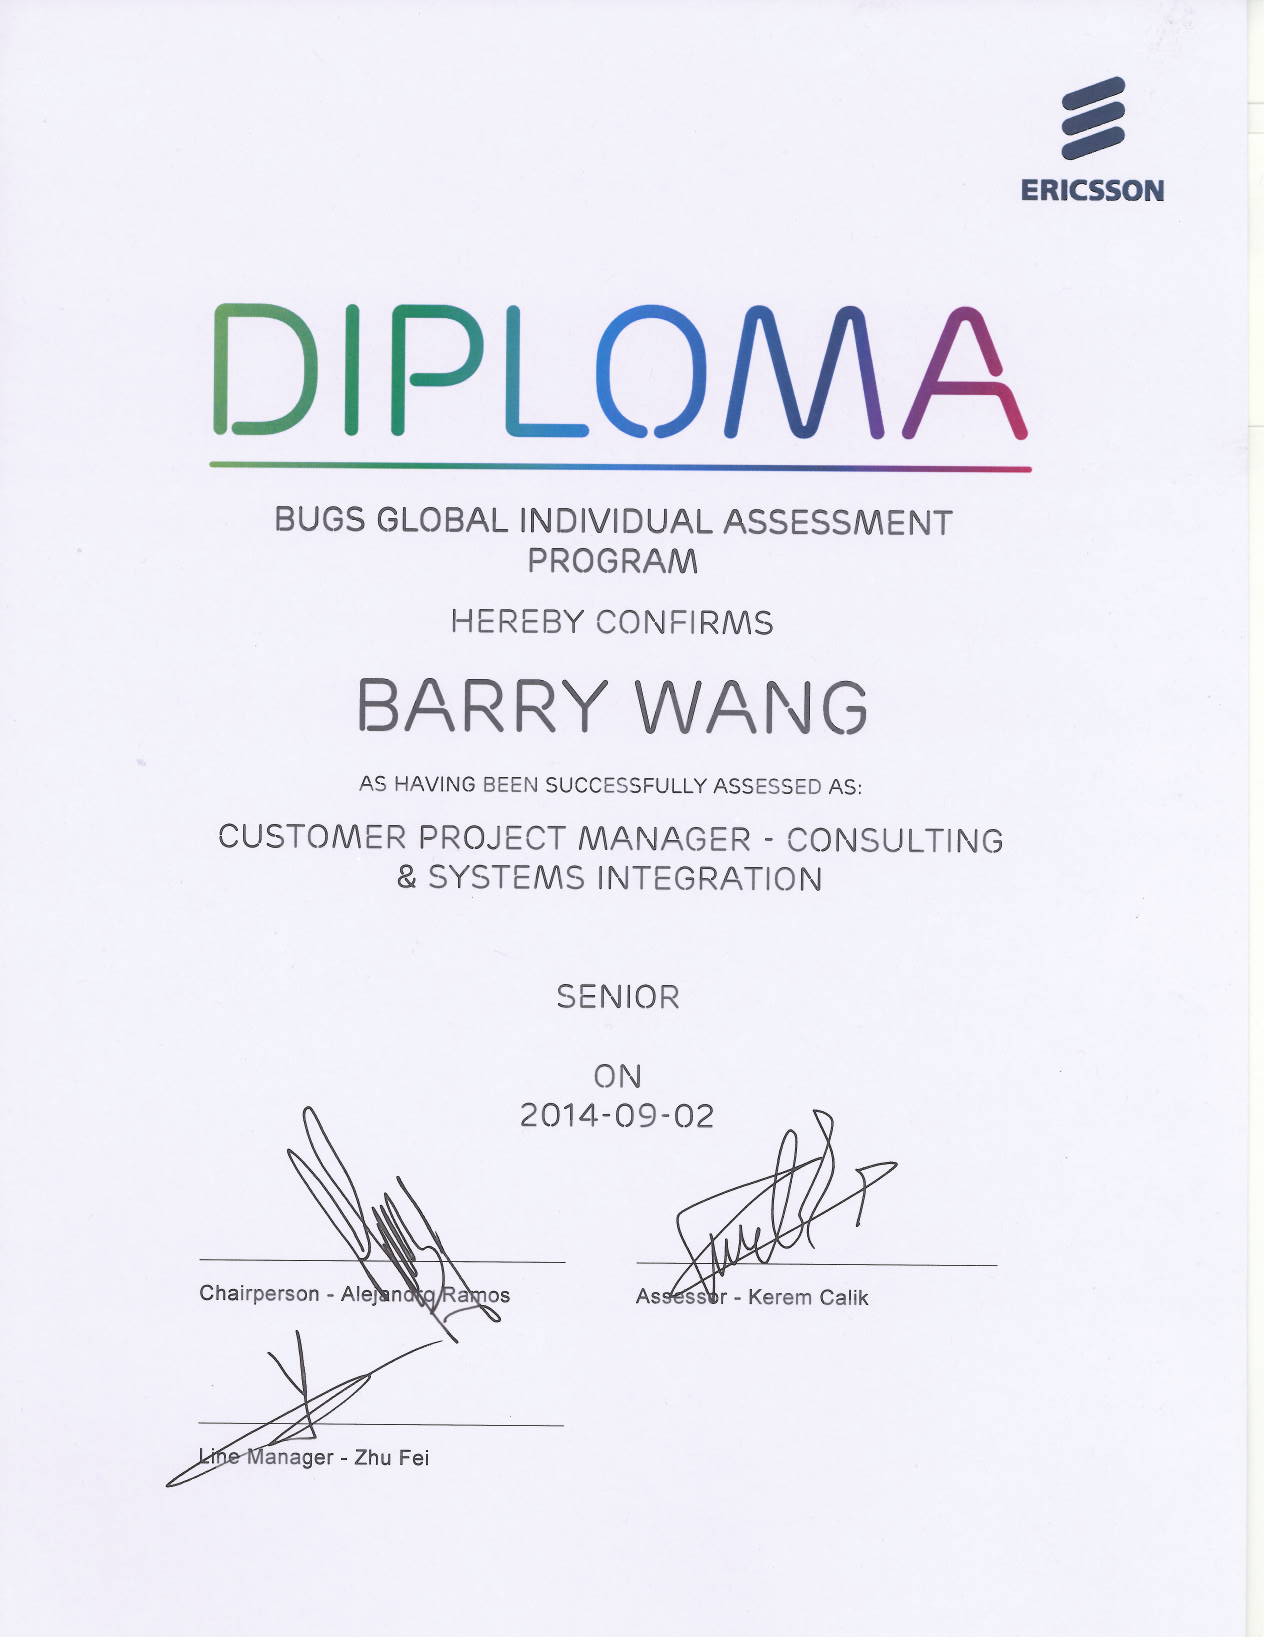 ERICSSON
DIPLOMA
BUGS GLOBAL INDIVIDUAL ASSESSMENT
PROGRAM
HEREBY CONFIRMS
BARRY WANG
AS HAVING BEEN SUCCESSFULLY ASSESSED AS:
CUSTOMER PROJECT MANAGER - CONSULTING
& SYSTEMS INTEGRATION
SENIOR
ON
2014-09-02
Chairperson - Alejandro Ramos
Assessor - Kerem Calik
Line Manager - Zhu Fei